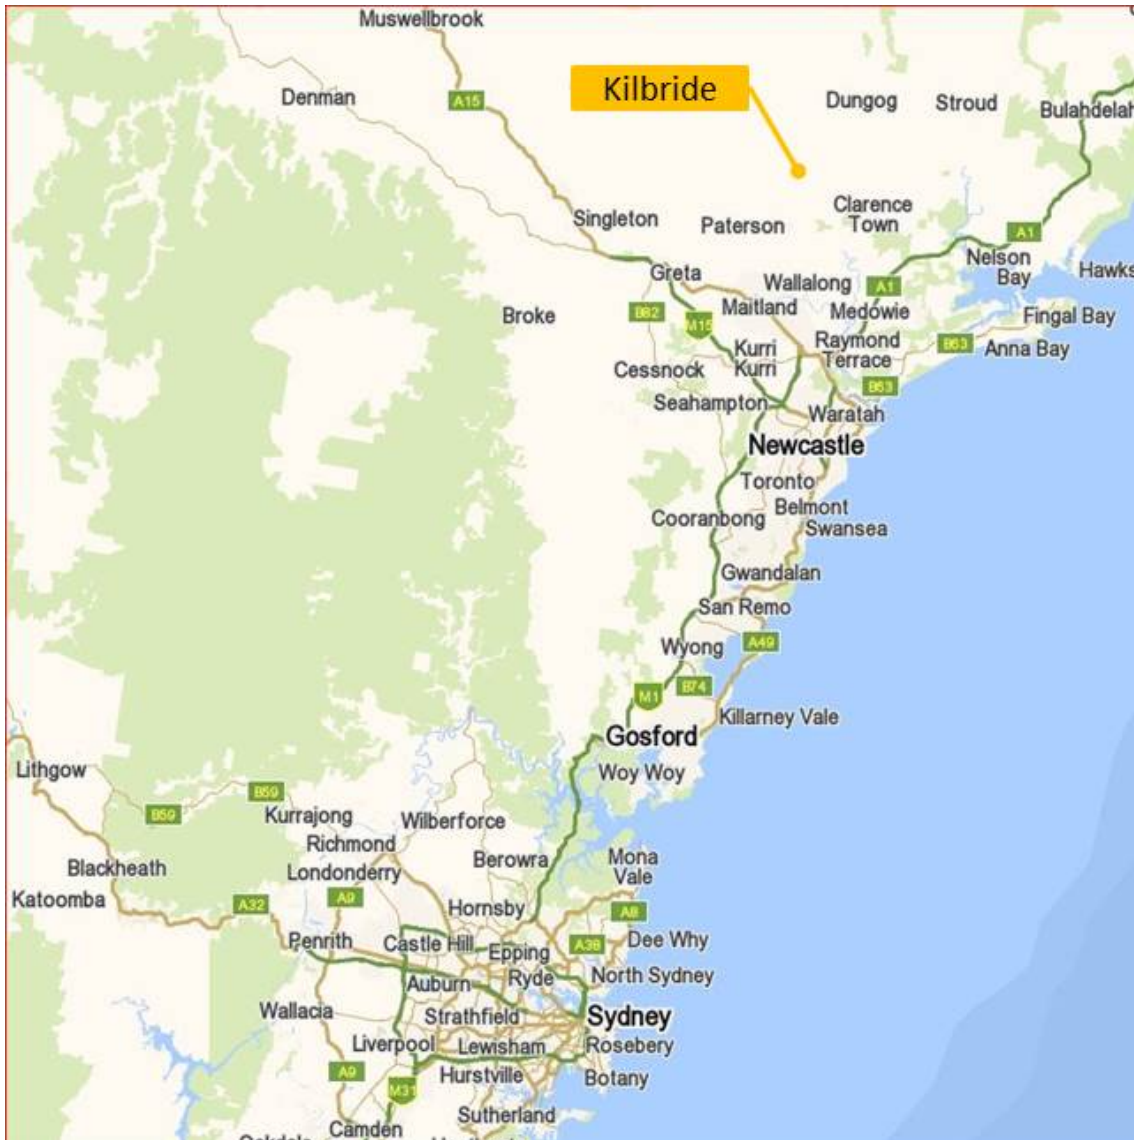 Muswellbrook
Denman
A15
Kilbride
Dungog
Stroud
Bulahdelah
Singleton
Paterson
Clarence
Town
A1
Nelson
Bay
Hawks
Greta
Wallalong
A1
Broke
B82
M15
Maitland
Medowie
Fingal Bay
Kurri
Kurri
Raymond
Terrace
B63
Anna Bay
Cessnock
B63
Seahampton
Waratah
Newcastle
Toronto
Belmont
Cooranbong
Swansea
Gwandalan
San Remo
Wyong
A49
B74
M1
Killarney Vale
Gosford
Lithgow
Woy Woy
B59
B59
Kurrajong
Wilberforce
Richmond
Berowra
Mona
Vale
Blackheath
Londonderry
Katoomba
A32
A9
Hornsby
A8
Penrith
Castle Hill
Epping
A38
Dee Why
Auburn
Ryde
North Sydney
Wallacia
Strathfield
Sydney
Liverpool
Lewisham
Rosebery
A9
M31
Hurstville
Botany
Sutherland
Camden